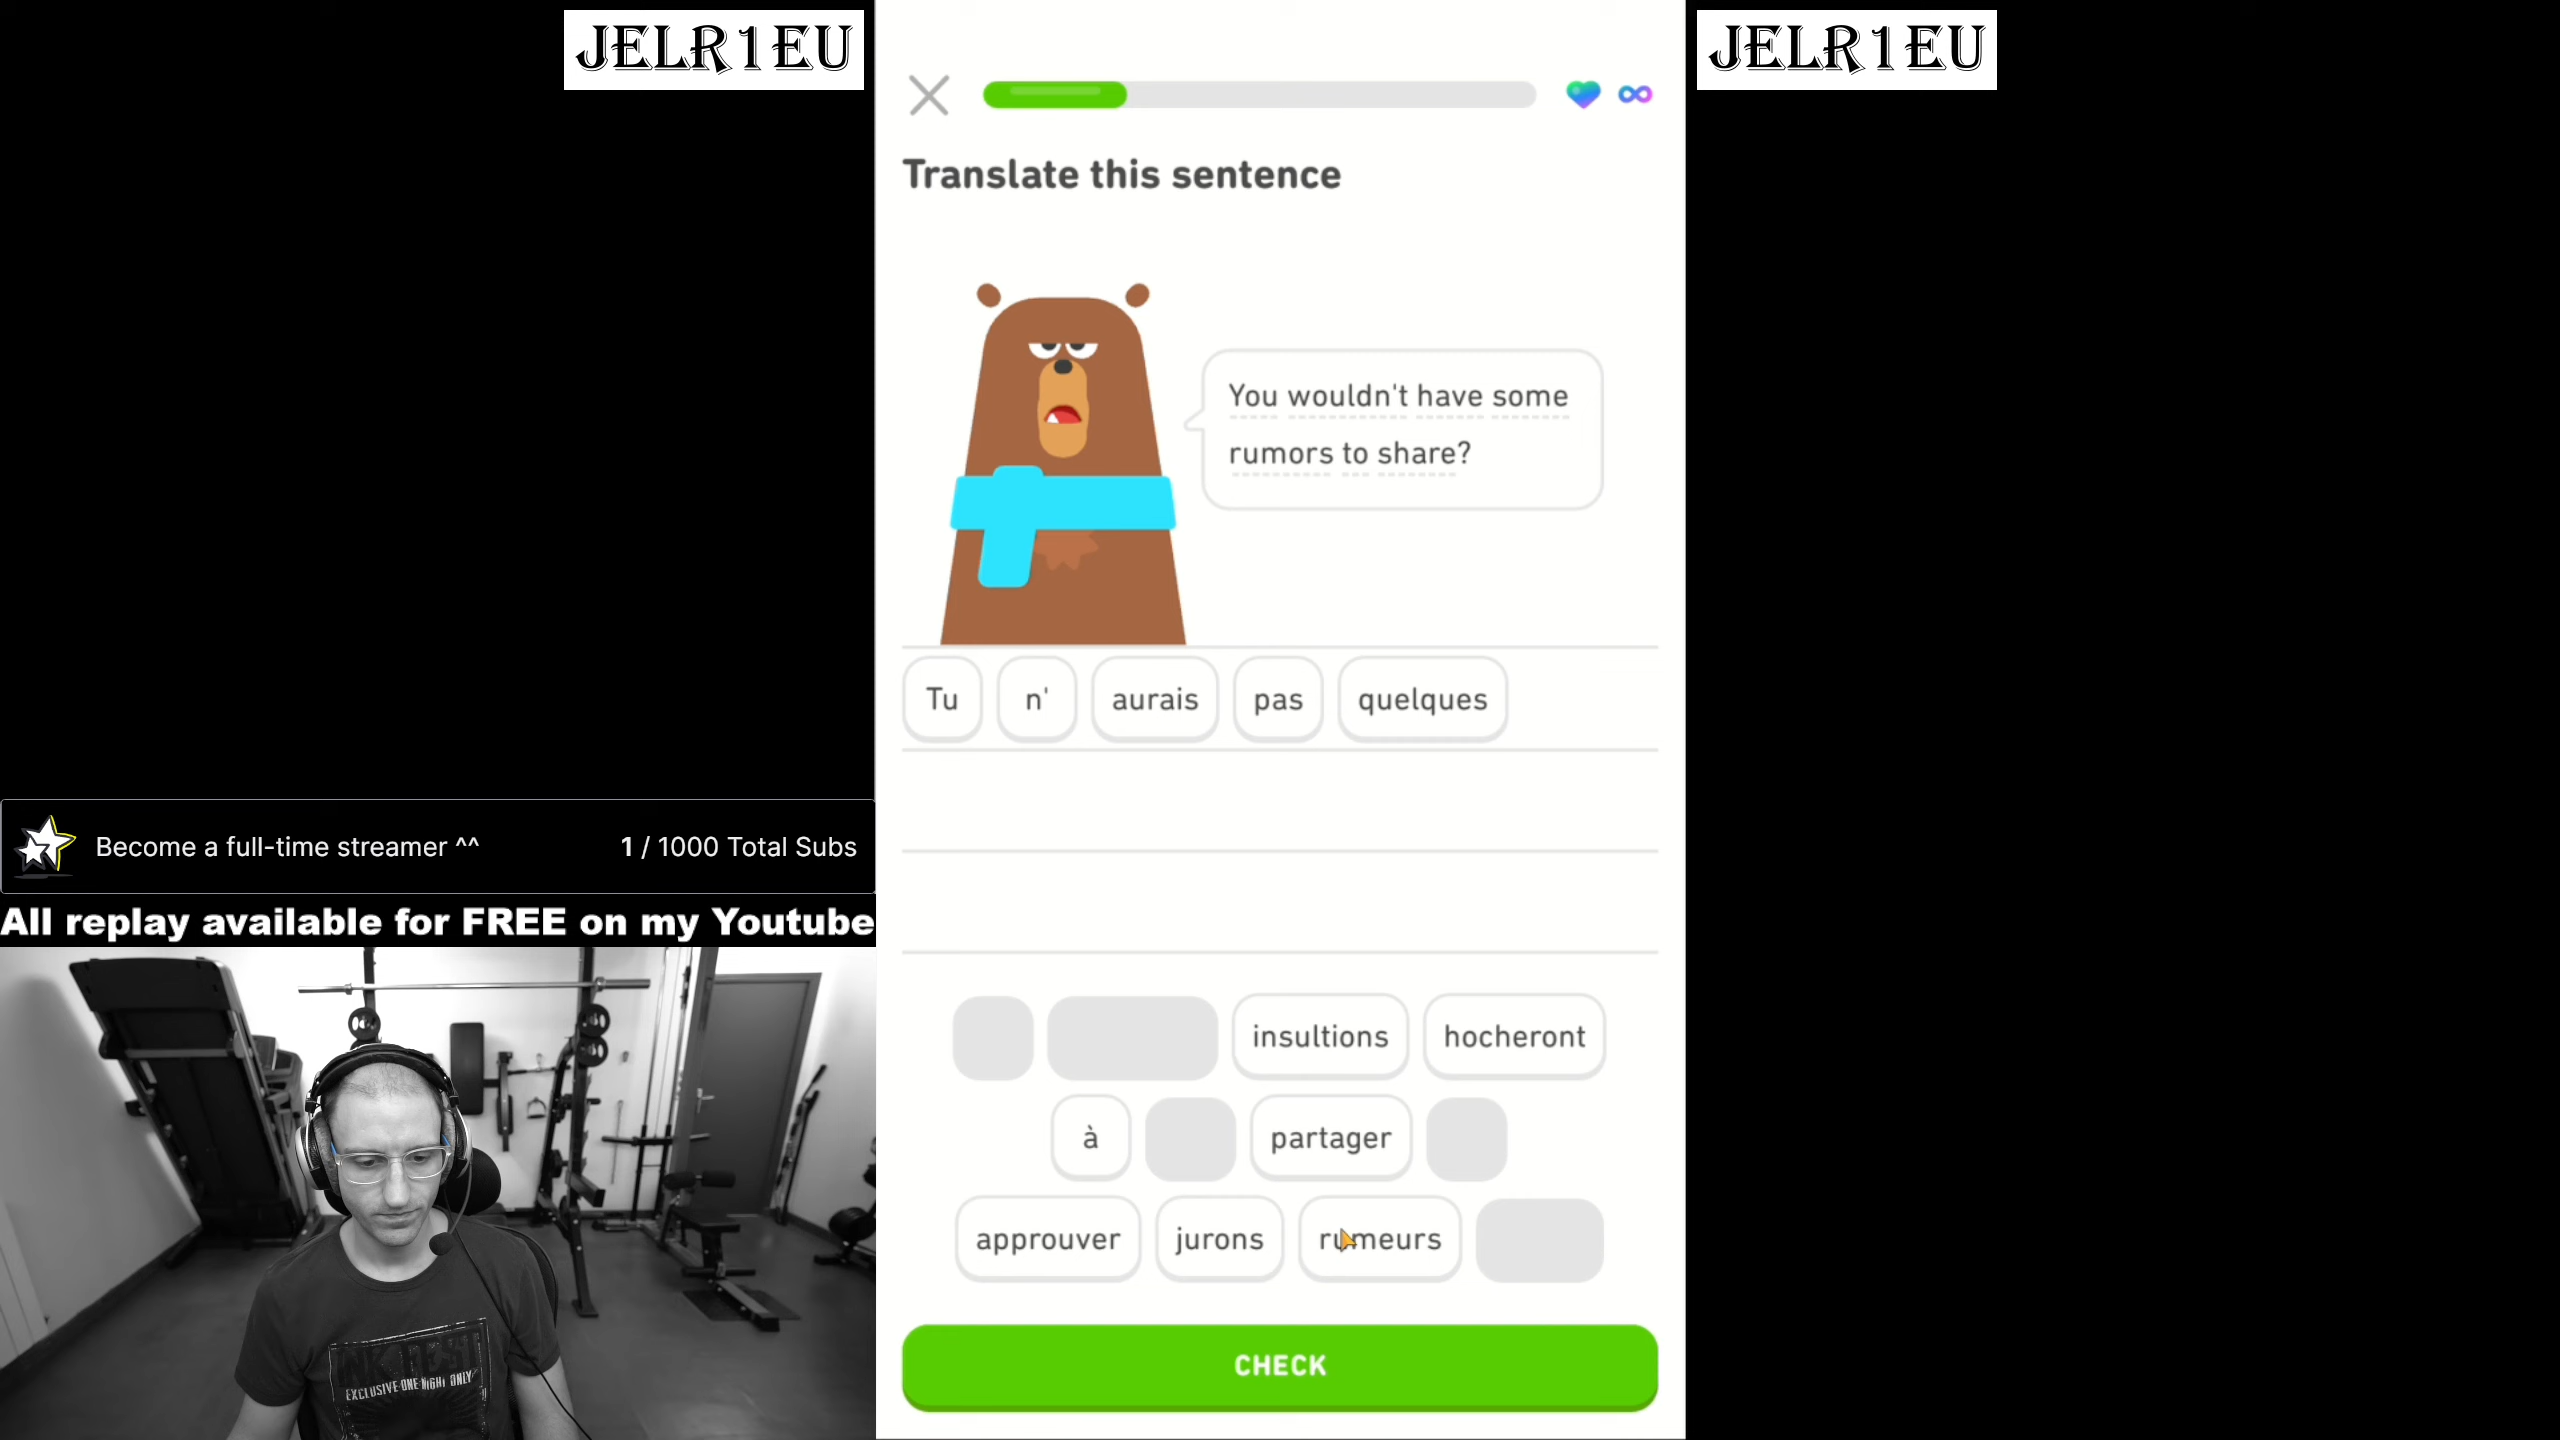 JELR1EU
JELR1EU
Translate this sentence
You wouldn't have some
rumors to share?
Tu n' aurais pas quelques
insultions hocheront
à partager
approuver jurons rumeurs
CHECK
Become a full-time streamer ^^ 1 / 1000 Total Subs
All replay available for FREE on my Youtube
EXCLUSIVE ONE NIGHT ONLY